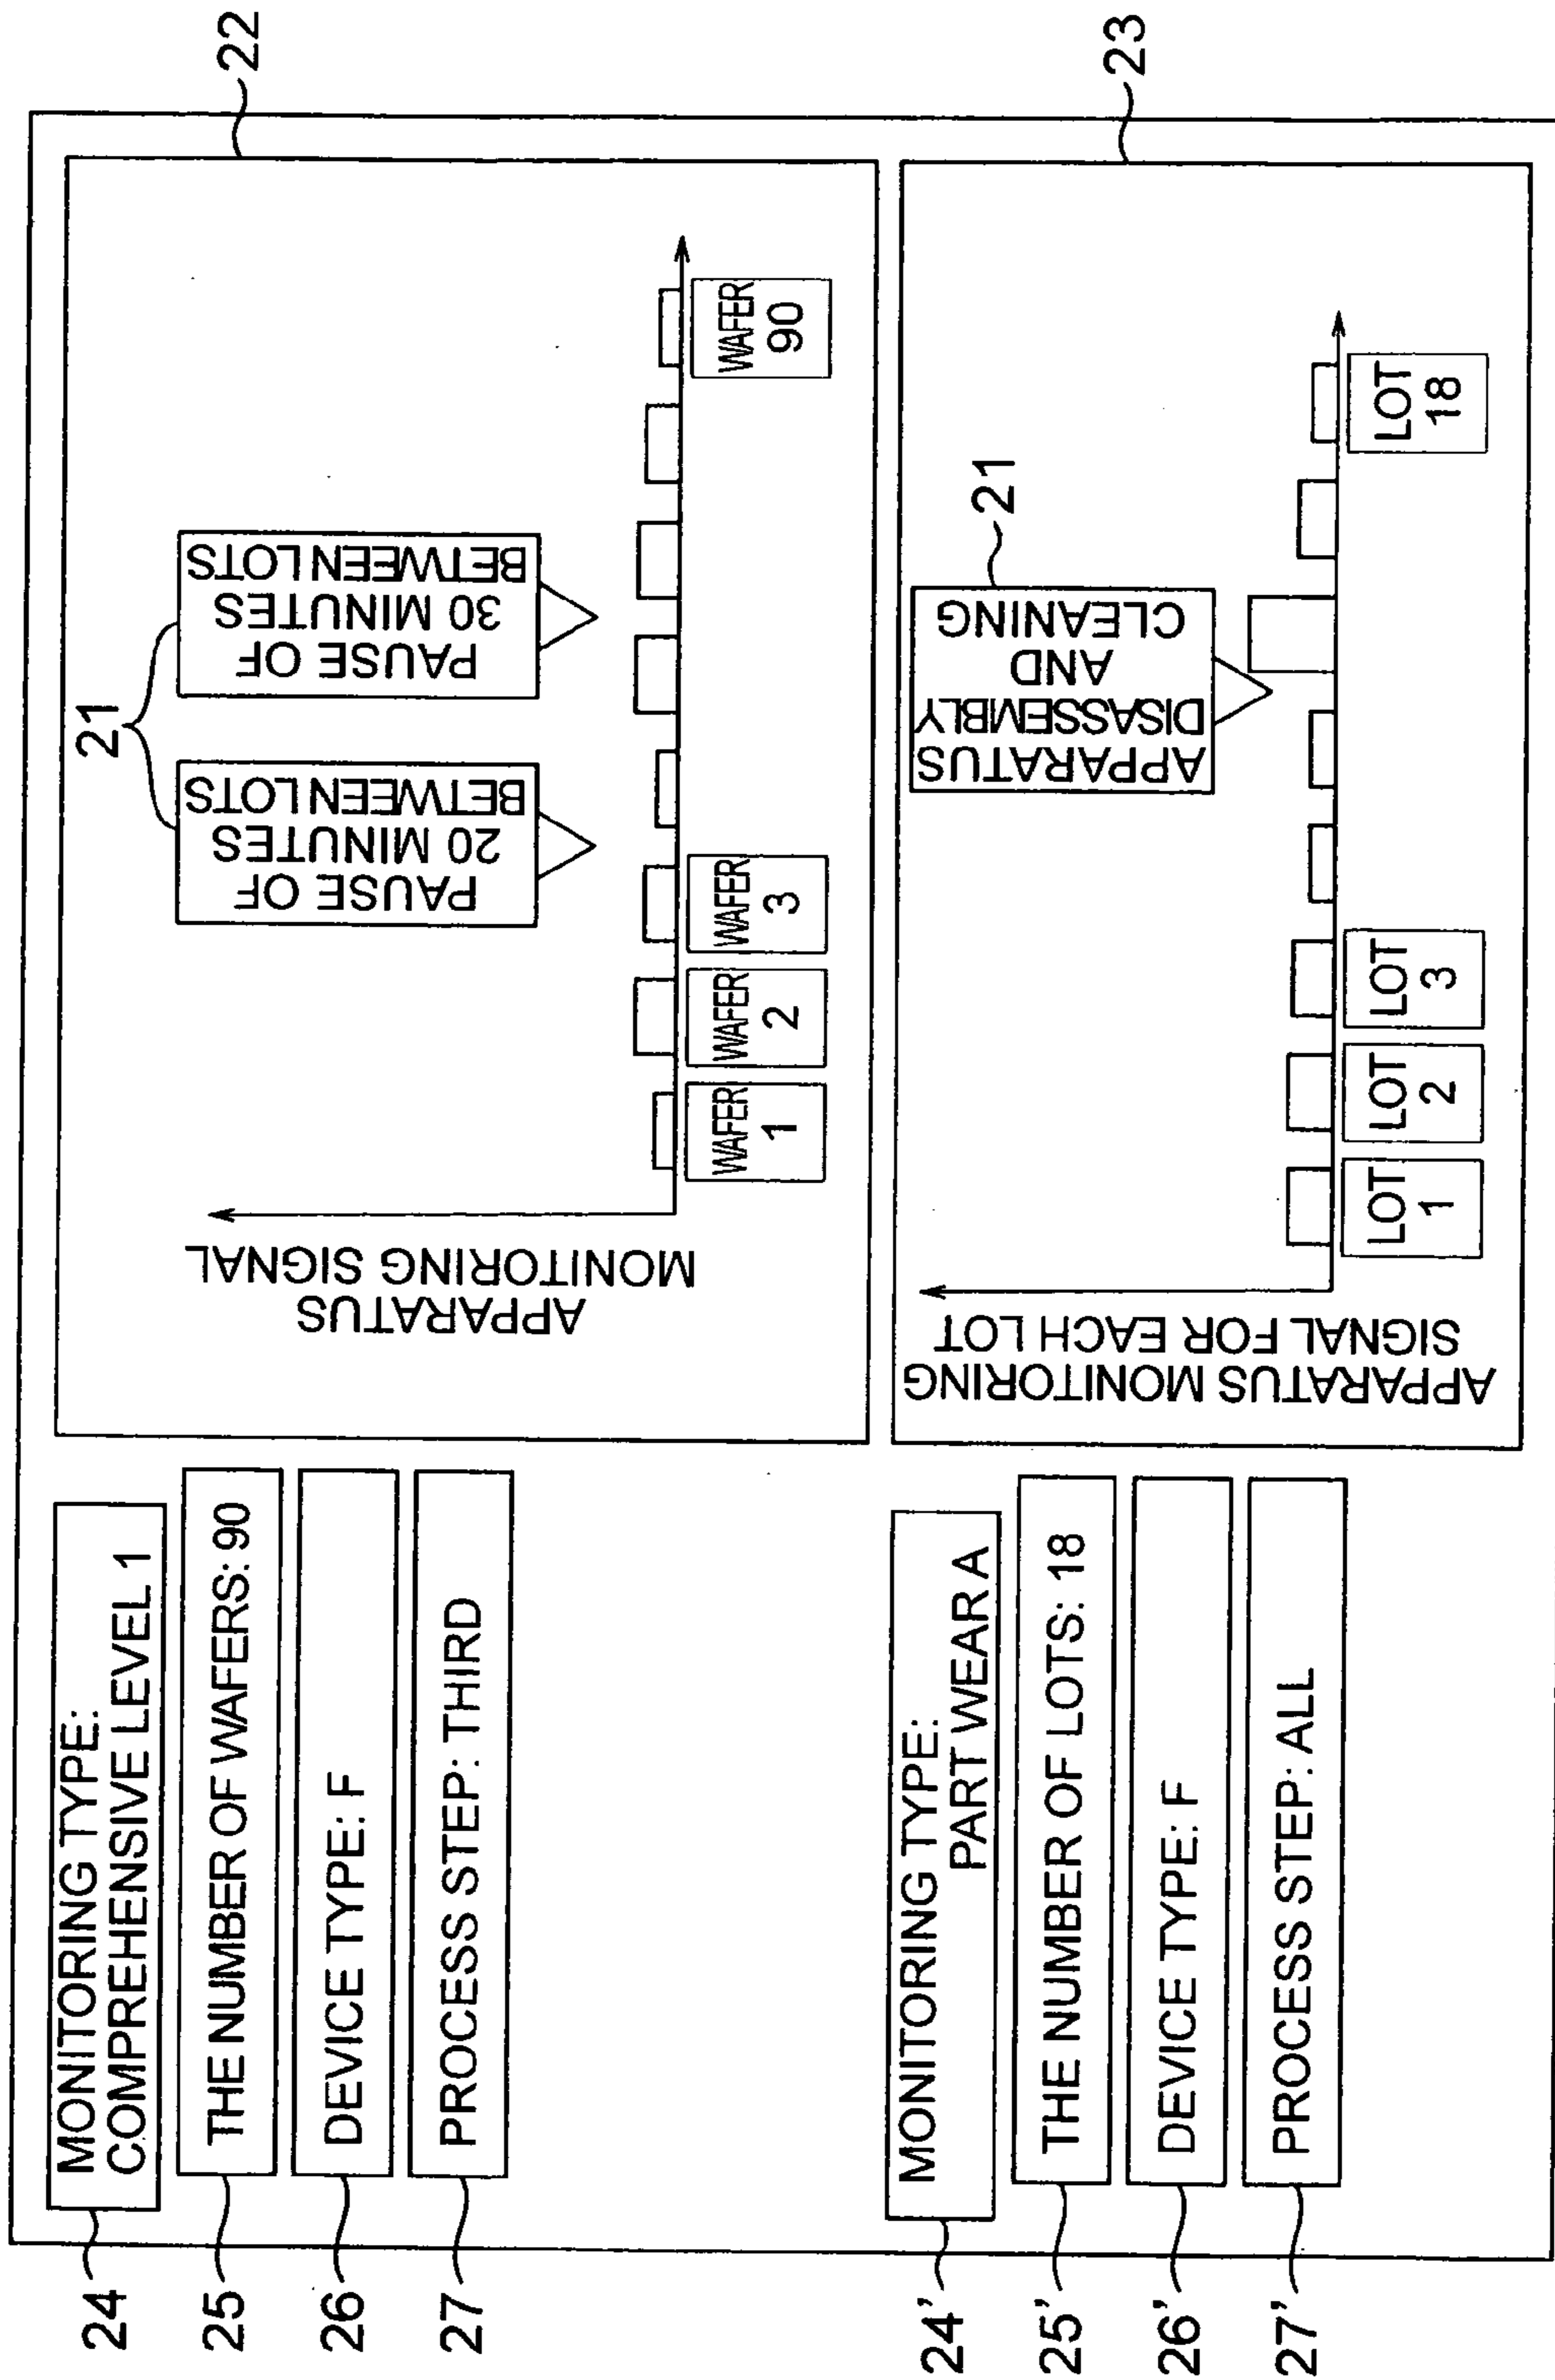 24
MONITORING TYPE:
COMPREHENSIVE LEVEL 1
25
THE NUMBER OF WAFERS: 90
26
DEVICE TYPE: F
27
PROCESS STEP: THIRD
22
21
PAUSE OF
20 MINUTES
BETWEEN LOTS
PAUSE OF
30 MINUTES
BETWEEN LOTS
APPARATUS
MONITORING SIGNAL
WAFER
1
WAFER
2
WAFER
3
WAFER
90
24'
MONITORING TYPE:
PART WEAR A
25'
THE NUMBER OF LOTS: 18
26'
DEVICE TYPE: F
27'
PROCESS STEP: ALL
23
21
APPARATUS
DISASSEMBLY
AND
CLEANING
APPARATUS MONITORING
SIGNAL FOR EACH LOT
LOT
1
LOT
2
LOT
3
LOT
18